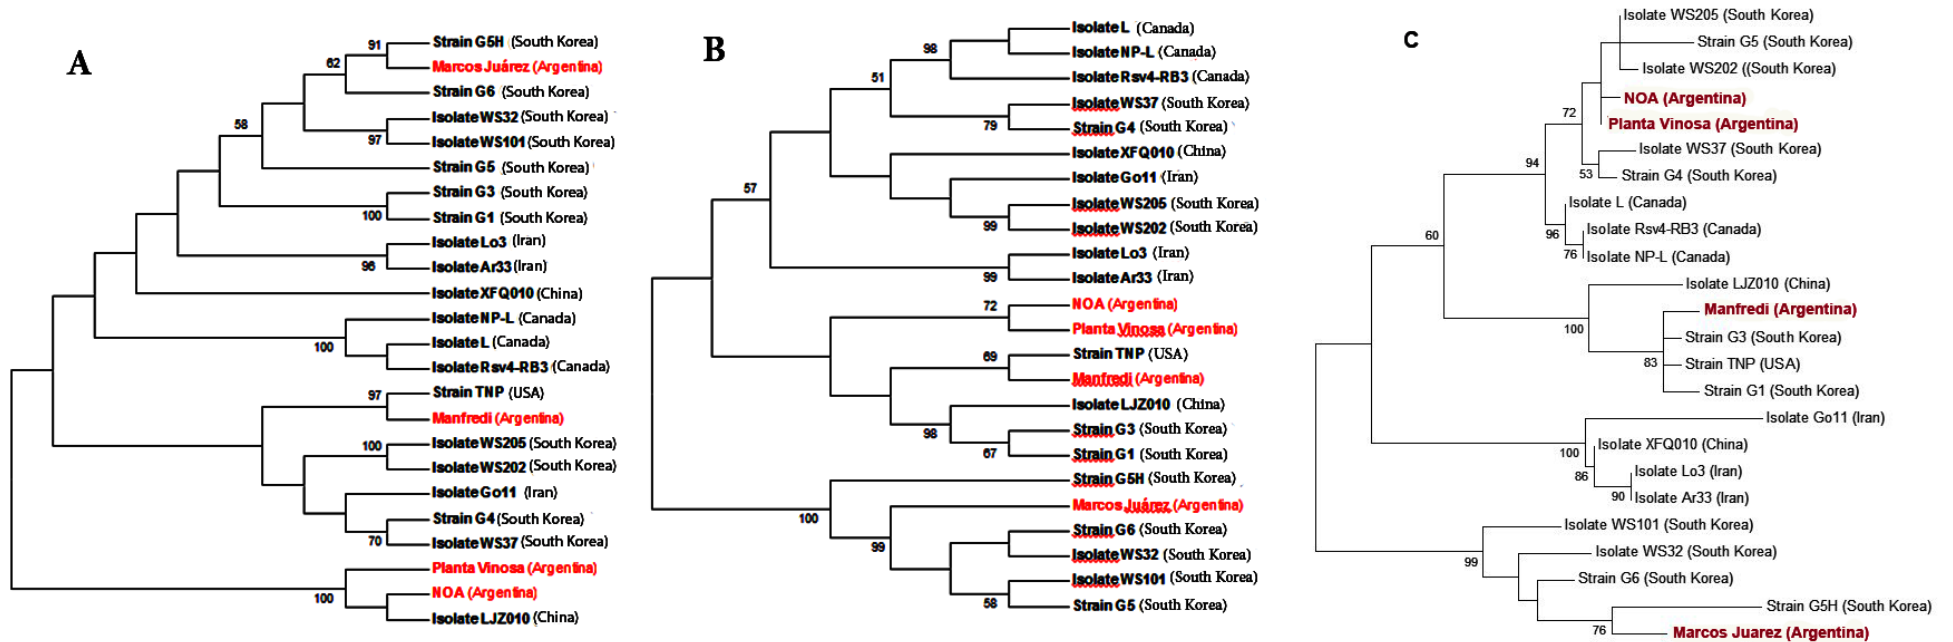 A
91
Strain G5H (South Korea)
Marcos Juárez (Argentina)
62
Strain G6 (South Korea)
Isolate WS32 (South Korea)
97
Isolate WS101 (South Korea)
58
Strain G5 (South Korea)
Strain G3 (South Korea)
100
Strain G1 (South Korea)
Isolate Lo3 (Iran)
96
Isolate Ar33 (Iran)
Isolate XFQ010 (China)
Isolate NP-L (Canada)
100
Isolate L (Canada)
Isolate Rsv4-RB3 (Canada)
97
Strain TNP (USA)
Manfredi (Argentina)
100
Isolate WS205 (South Korea)
Isolate WS202 (South Korea)
Isolate Go11 (Iran)
Strain G4 (South Korea)
70
Isolate WS37 (South Korea)
Planta Vinosa (Argentina)
100
NOA (Argentina)
Isolate LJZ010 (China)
B
Isolate L (Canada)
98
Isolate NP-L (Canada)
51
Isolate Rsv4-RB3 (Canada)
Isolate WS37 (South Korea)
79
Strain G4 (South Korea)
Isolate XFQ010 (China)
57
Isolate Go11 (Iran)
Isolate WS205 (South Korea)
99
Isolate WS202 (South Korea)
Isolate Lo3 (Iran)
99
Isolate Ar33 (Iran)
72
NOA (Argentina)
Planta Vinosa (Argentina)
69
Strain TNP (USA)
Manfredi (Argentina)
Isolate LJZ010 (China)
98
Strain G3 (South Korea)
67
Strain G1 (South Korea)
Strain G5H (South Korea)
100
Marcos Juárez (Argentina)
99
Strain G6 (South Korea)
Isolate WS32 (South Korea)
Isolate WS101 (South Korea)
58
Strain G5 (South Korea)
C
Isolate WS205 (South Korea)
Strain G5 (South Korea)
Isolate WS202 ((South Korea)
72
NOA (Argentina)
Planta Vinosa (Argentina)
94
Isolate WS37 (South Korea)
53
Strain G4 (South Korea)
Isolate L (Canada)
60
96
Isolate Rsv4-RB3 (Canada)
76
Isolate NP-L (Canada)
Isolate LJZ010 (China)
Manfredi (Argentina)
100
Strain G3 (South Korea)
83
Strain TNP (USA)
Strain G1 (South Korea)
Isolate Go11 (Iran)
100
Isolate XFQ010 (China)
86
Isolate Lo3 (Iran)
90
Isolate Ar33 (Iran)
Isolate WS101 (South Korea)
99
Isolate WS32 (South Korea)
Strain G6 (South Korea)
Strain G5H (South Korea)
76
Marcos Juarez (Argentina)